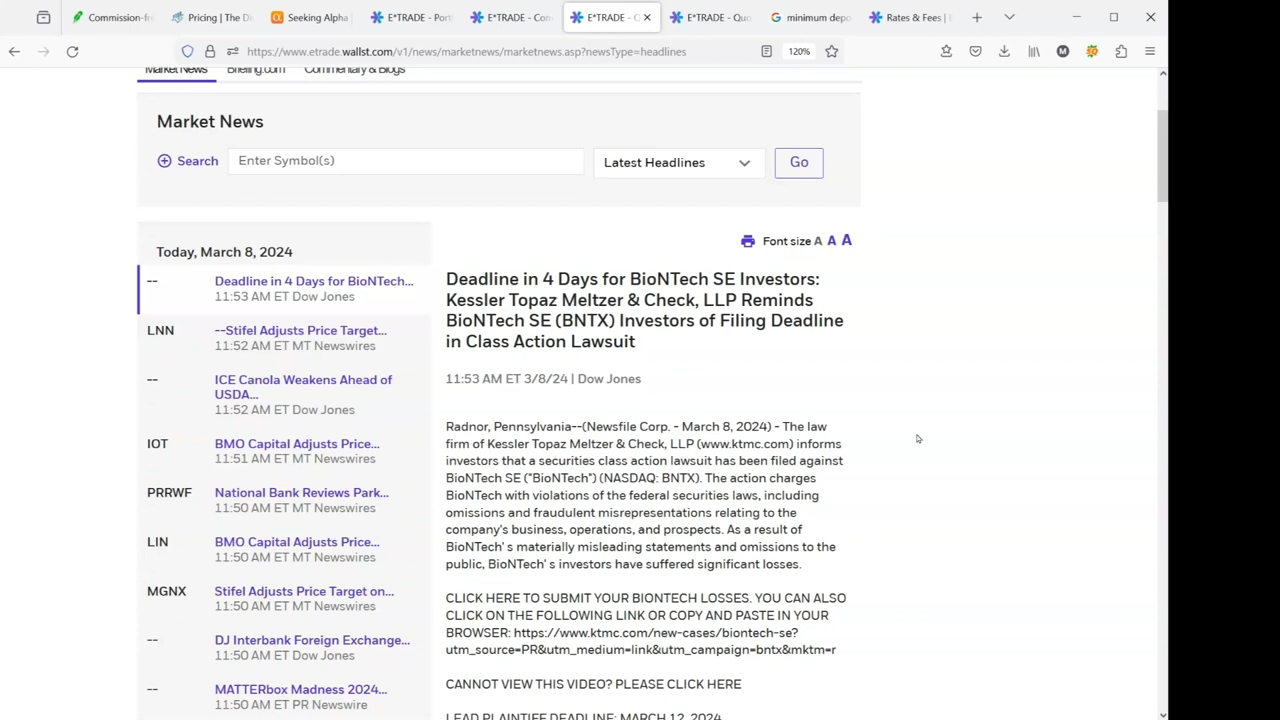 Commission-fr
Pricing | The Di
Seeking Alpha |
E*TRADE - Port
E*TRADE - Com
E*TRADE - Q
E*TRADE - Quo
minimum depo
Rates & Fees | E
https://www.etrade.wallst.com/v1/news/marketnews/marketnews.asp?newsType=headlines
120%
Market News
Briefing.com
Commentary & Blogs
Market News
Search
Enter Symbol(s)
Latest Headlines
Go
Today, March 8, 2024
-- Deadline in 4 Days for BioNTech...
11:53 AM ET Dow Jones
LNN --Stifel Adjusts Price Target...
11:52 AM ET MT Newswires
-- ICE Canola Weakens Ahead of
USDA...
11:52 AM ET Dow Jones
IOT BMO Capital Adjusts Price...
11:51 AM ET MT Newswires
PRRWF National Bank Reviews Park...
11:50 AM ET MT Newswires
LIN BMO Capital Adjusts Price...
11:50 AM ET MT Newswires
MGNX Stifel Adjusts Price Target on...
11:50 AM ET MT Newswires
-- DJ Interbank Foreign Exchange...
11:50 AM ET Dow Jones
-- MATTERbox Madness 2024...
11:50 AM ET PR Newswire
Font size A A A
Deadline in 4 Days for BioNTech SE Investors:
Kessler Topaz Meltzer & Check, LLP Reminds
BioNTech SE (BNTX) Investors of Filing Deadline
in Class Action Lawsuit
11:53 AM ET 3/8/24 | Dow Jones
Radnor, Pennsylvania--(Newsfile Corp. - March 8, 2024) - The law
firm of Kessler Topaz Meltzer & Check, LLP (www.ktmc.com) informs
investors that a securities class action lawsuit has been filed against
BioNTech SE ("BioNTech") (NASDAQ: BNTX). The action charges
BioNTech with violations of the federal securities laws, including
omissions and fraudulent misrepresentations relating to the
company's business, operations, and prospects. As a result of
BioNTech' s materially misleading statements and omissions to the
public, BioNTech' s investors have suffered significant losses.
CLICK HERE TO SUBMIT YOUR BIONTECH LOSSES. YOU CAN ALSO
CLICK ON THE FOLLOWING LINK OR COPY AND PASTE IN YOUR
BROWSER: https://www.ktmc.com/new-cases/biontech-se?
utm_source=PR&utm_medium=link&utm_campaign=bntx&mktm=r
CANNOT VIEW THIS VIDEO? PLEASE CLICK HERE
LEAD PLAINTIFF DEADLINE: MARCH 12, 2024